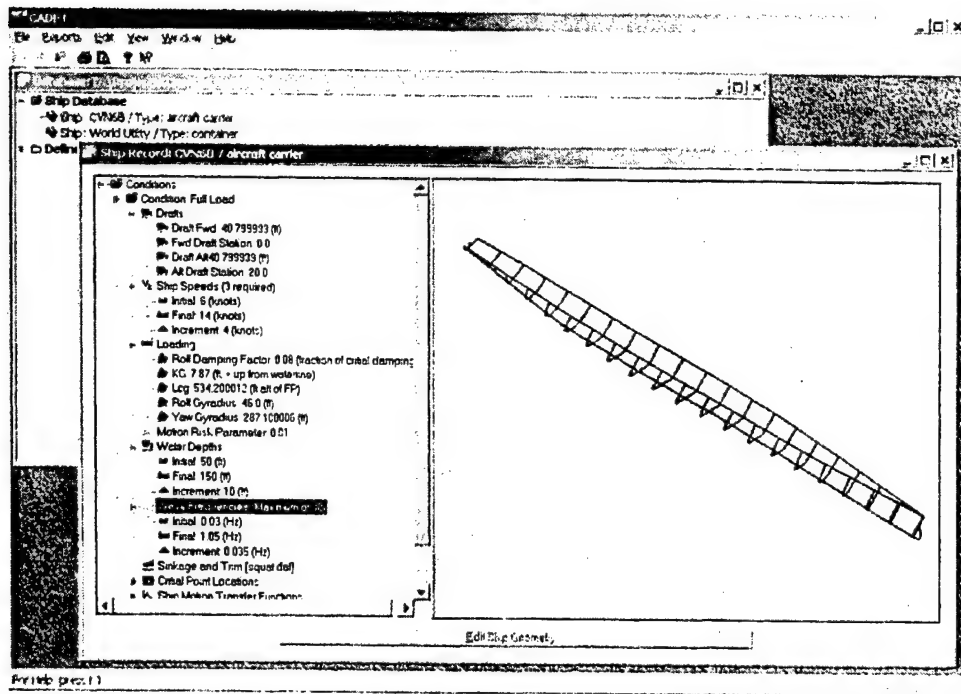 CADET
File Exports Edit View Window Help
Ship Database
Ship: CVN68 / Type: aircraft carrier
Ship: World Utility / Type: container
Define
Ship Record: CVN68 / aircraft carrier
Conditions
Condition Full Load
Drafts
Draft Fwd 40.799999 (ft)
Fwd Draft Station 0.0
Draft Aft 40.799999 (ft)
Aft Draft Station 20.0
Ship Speeds (3 required)
Initial 6 (knots)
Final 14 (knots)
Increment 4 (knots)
Loading
Roll Damping Factor 0.08 (fraction of critical damping
KG 7.87 (ft + up from waterline)
Lcg 534.200012 (ft aft of FP)
Roll Gyradius 46.0 (ft)
Yaw Gyradius 287.100006 (ft)
Motion Risk Parameter 0.01
Water Depths
Initial 50 (ft)
Final 150 (ft)
Increment 10 (ft)
Frequencies Maximum of
Initial 0.03 (Hz)
Final 1.05 (Hz)
Increment 0.035 (Hz)
Sinkage and Trim [squat.dat]
Critical Point Locations
Ship Motion Transfer Functions
Edit Ship Geometry
For Help, press F1